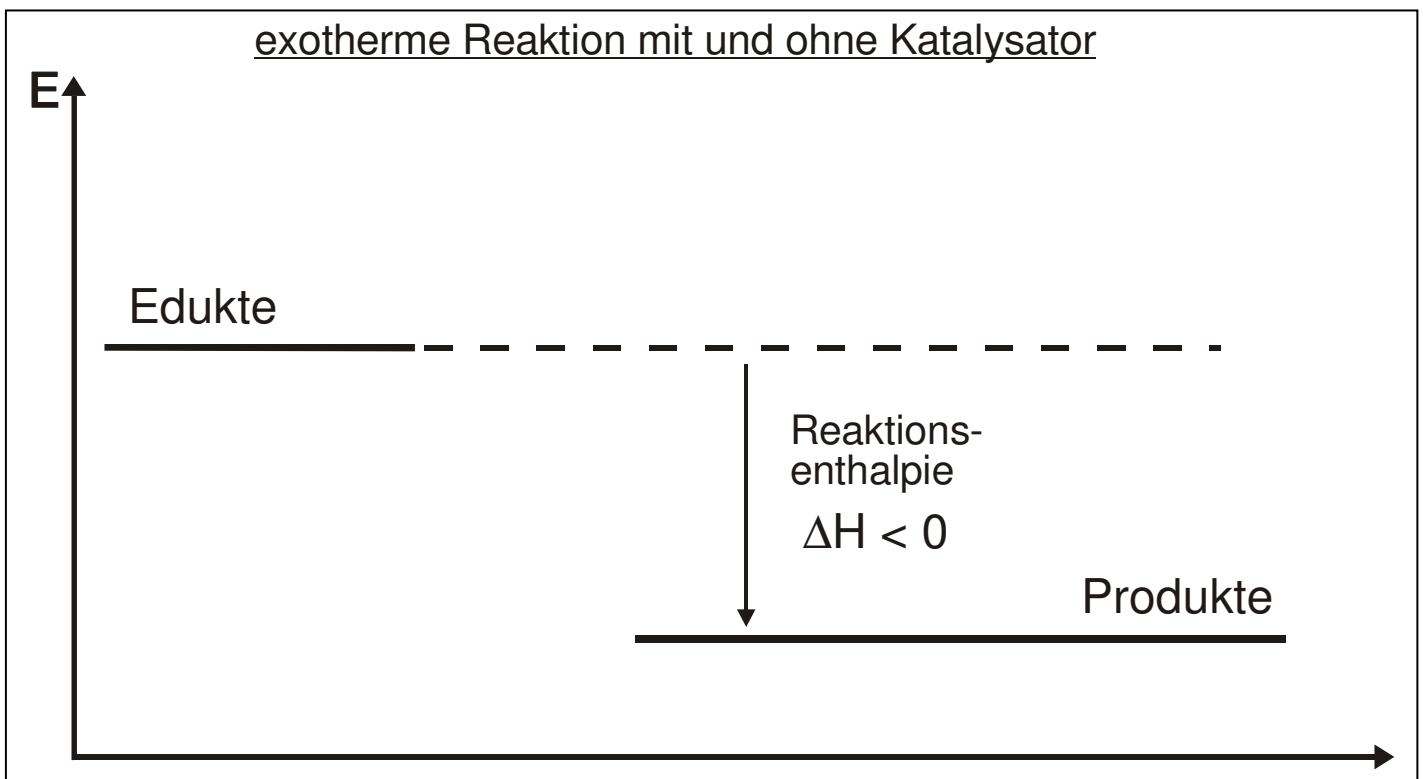 exotherme Reaktion mit und ohne Katalysator
E
Edukte
Reaktions-
enthalpie
ΔH < 0
Produkte